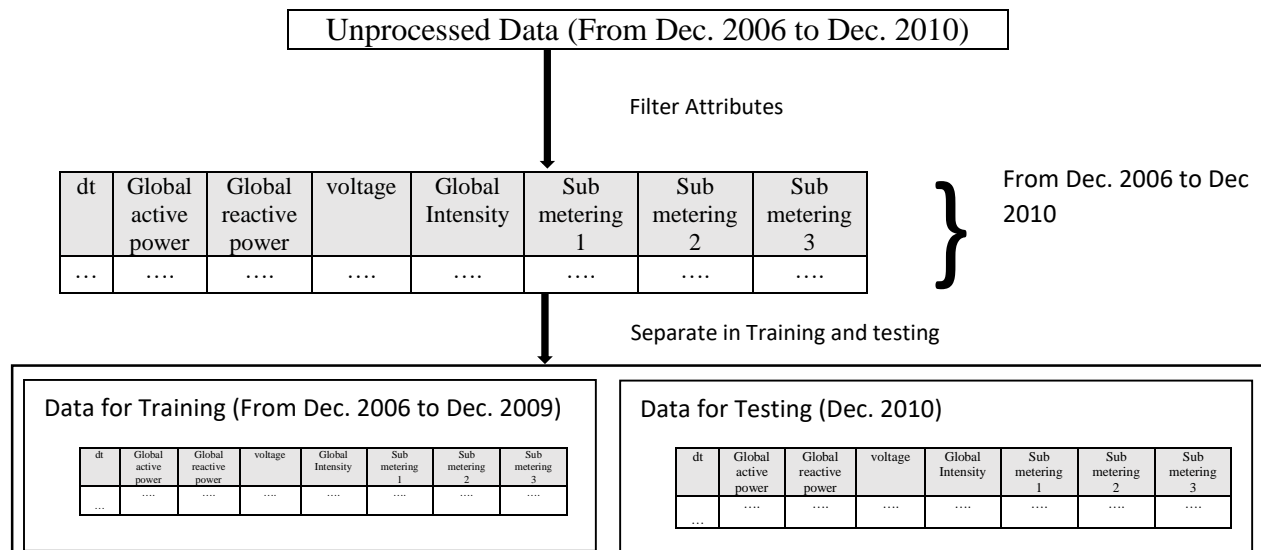 Unprocessed Data (From Dec. 2006 to Dec. 2010)
Filter Attributes
dt Global active power Global reactive power voltage Global Intensity Sub metering 1 Sub metering 2 Sub metering 3
… …. …. …. …. …. …. ….
} From Dec. 2006 to Dec
2010
Separate in Training and testing
Data for Training (From Dec. 2006 to Dec. 2009)
dt Global active power Global reactive power voltage Global Intensity Sub metering 1 Sub metering 2 Sub metering 3
… …. …. …. …. …. …. ….
Data for Testing (Dec. 2010)
dt Global active power Global reactive power voltage Global Intensity Sub metering 1 Sub metering 2 Sub metering 3
… …. …. …. …. …. …. ….